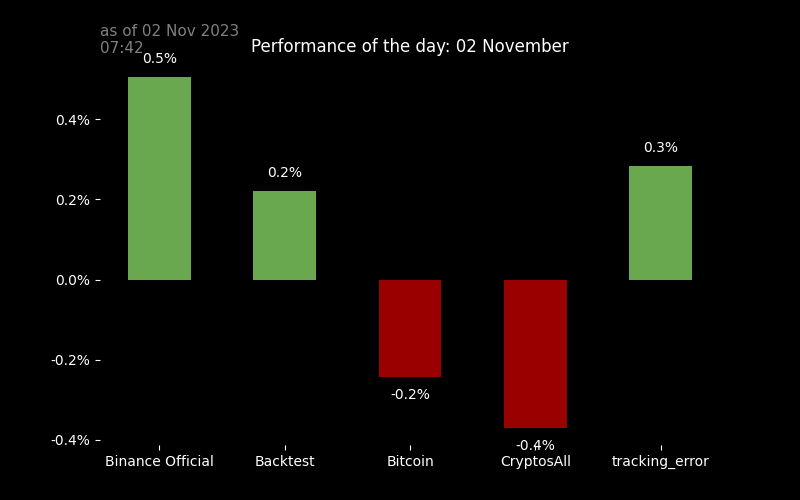 as of 02 Nov 2023
07:42
Performance of the day: 02 November
0.5%
0.4%
0.2%
0.3%
0.2%
0.0%
-0.2%
-0.2%
-0.4%
-0.4%
Binance Official
Backtest
Bitcoin
CryptosAll
tracking_error